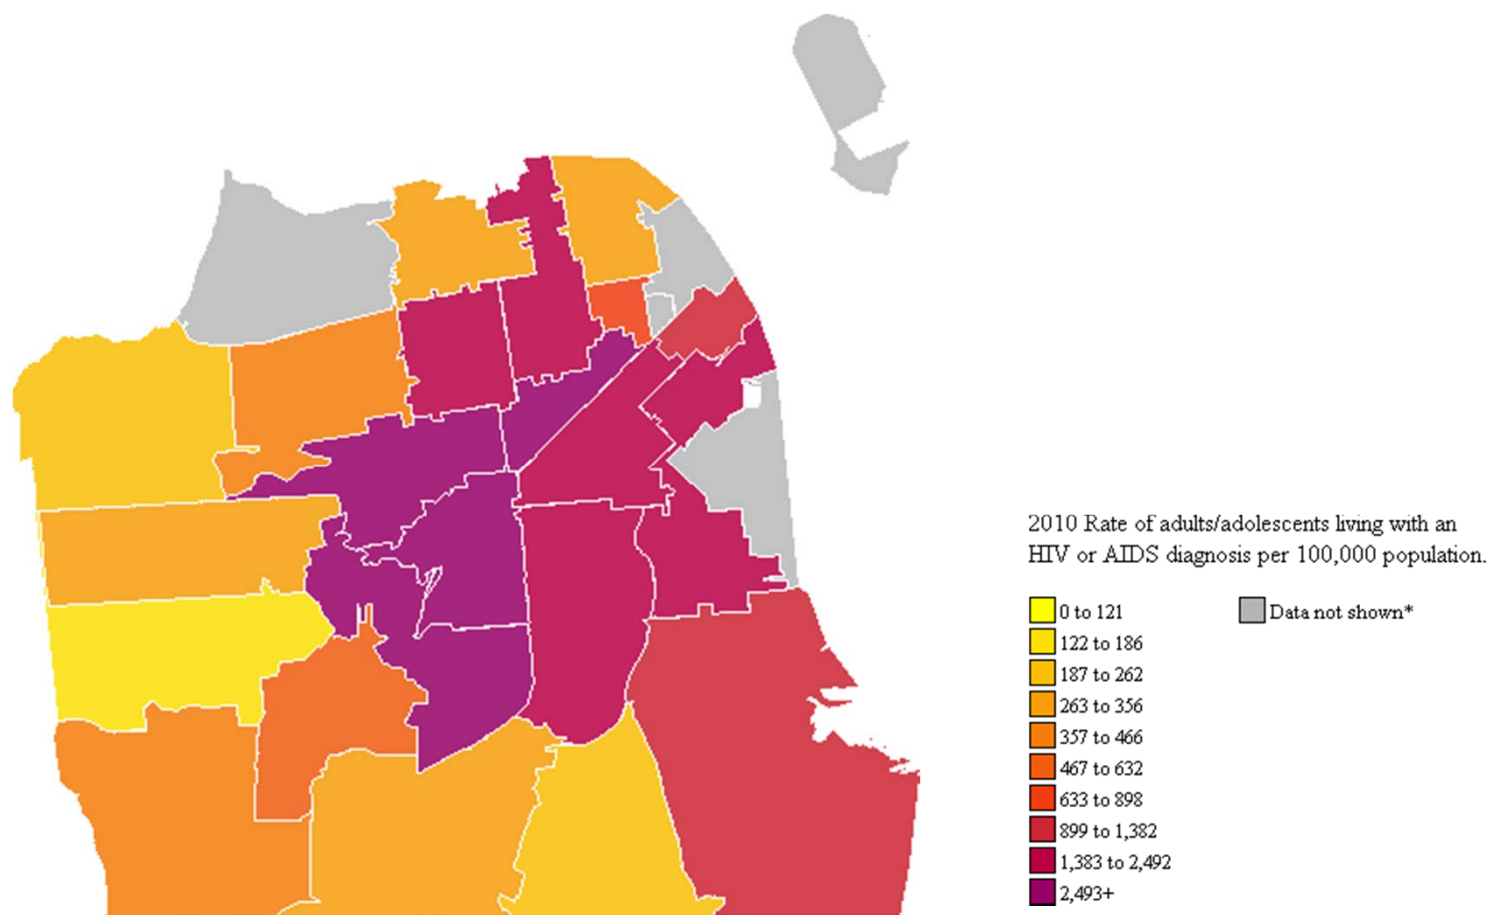 2010 Rate of adults/adolescents living with an
HIV or AIDS diagnosis per 100,000 population.
0 to 121
Data not shown*
122 to 186
187 to 262
263 to 356
357 to 466
467 to 632
633 to 898
899 to 1,382
1,383 to 2,492
2,493+